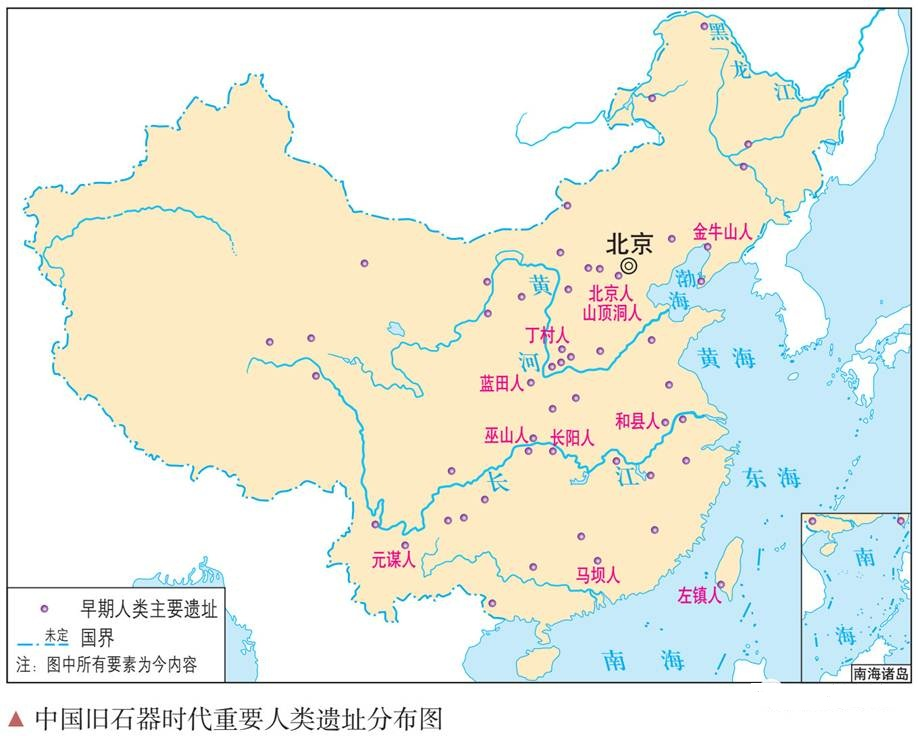 黑
龙
江
金牛山人
北京
渤
海
黄
北京人
山顶洞人
丁村人
河
黄海
蓝田人
和县人
巫山人
长阳人
长
江
东海
元谋人
马坝人
左镇人
南
海
南海
南海诸岛
早期人类主要遗址
未定
国界
注：图中所有要素为今内容
▲中国旧石器时代重要人类遗址分布图